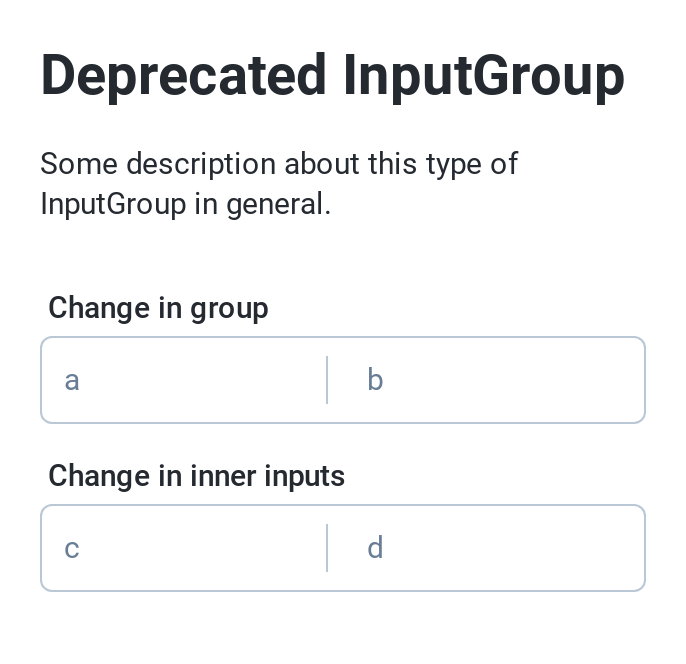 Deprecated InputGroup
Some description about this type of
InputGroup in general.
Change in group
a b
Change in inner inputs
c d